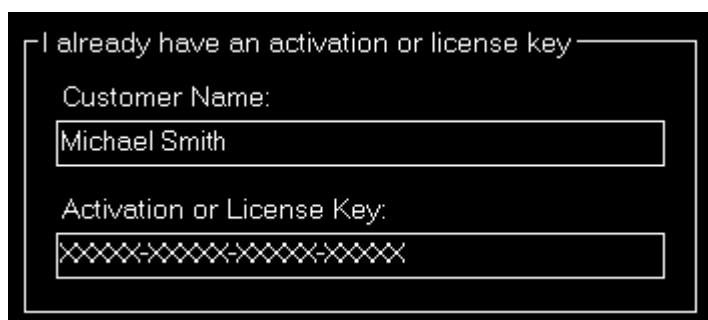 I already have an activation or license key
Customer Name:
Michael Smith
Activation or License Key:
XXXXX-XXXXX-XXXXX-XXXXX